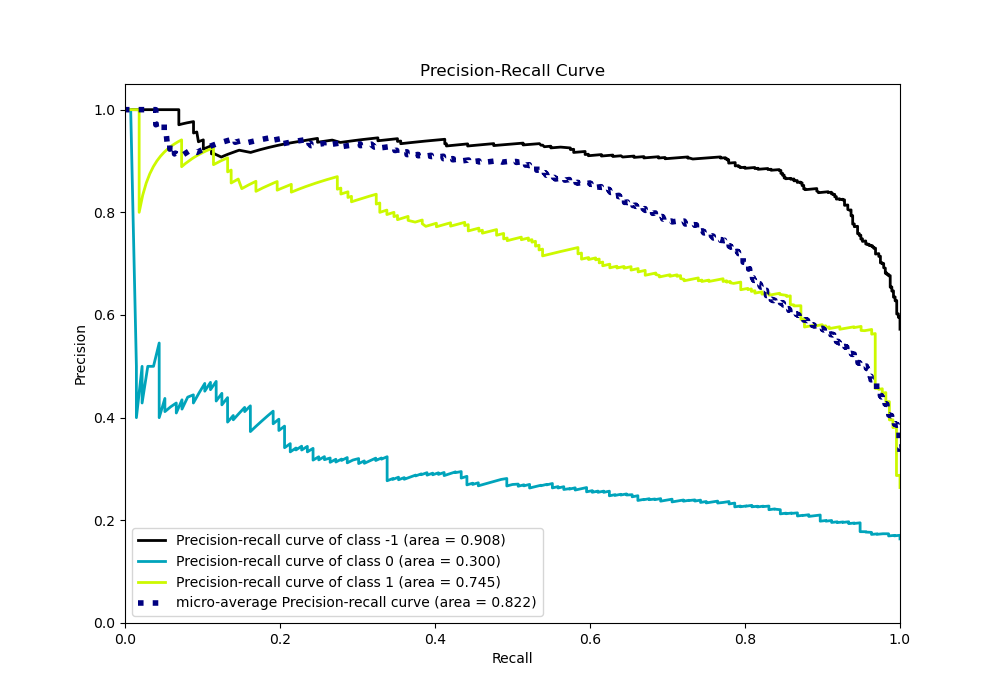 Precision-Recall Curve
Precision
1.0
0.8
0.6
0.4
0.2
0.0
Precision-recall curve of class -1 (area = 0.908)
Precision-recall curve of class 0 (area = 0.300)
Precision-recall curve of class 1 (area = 0.745)
micro-average Precision-recall curve (area = 0.822)
0.0 0.2 0.4 0.6 0.8 1.0
Recall